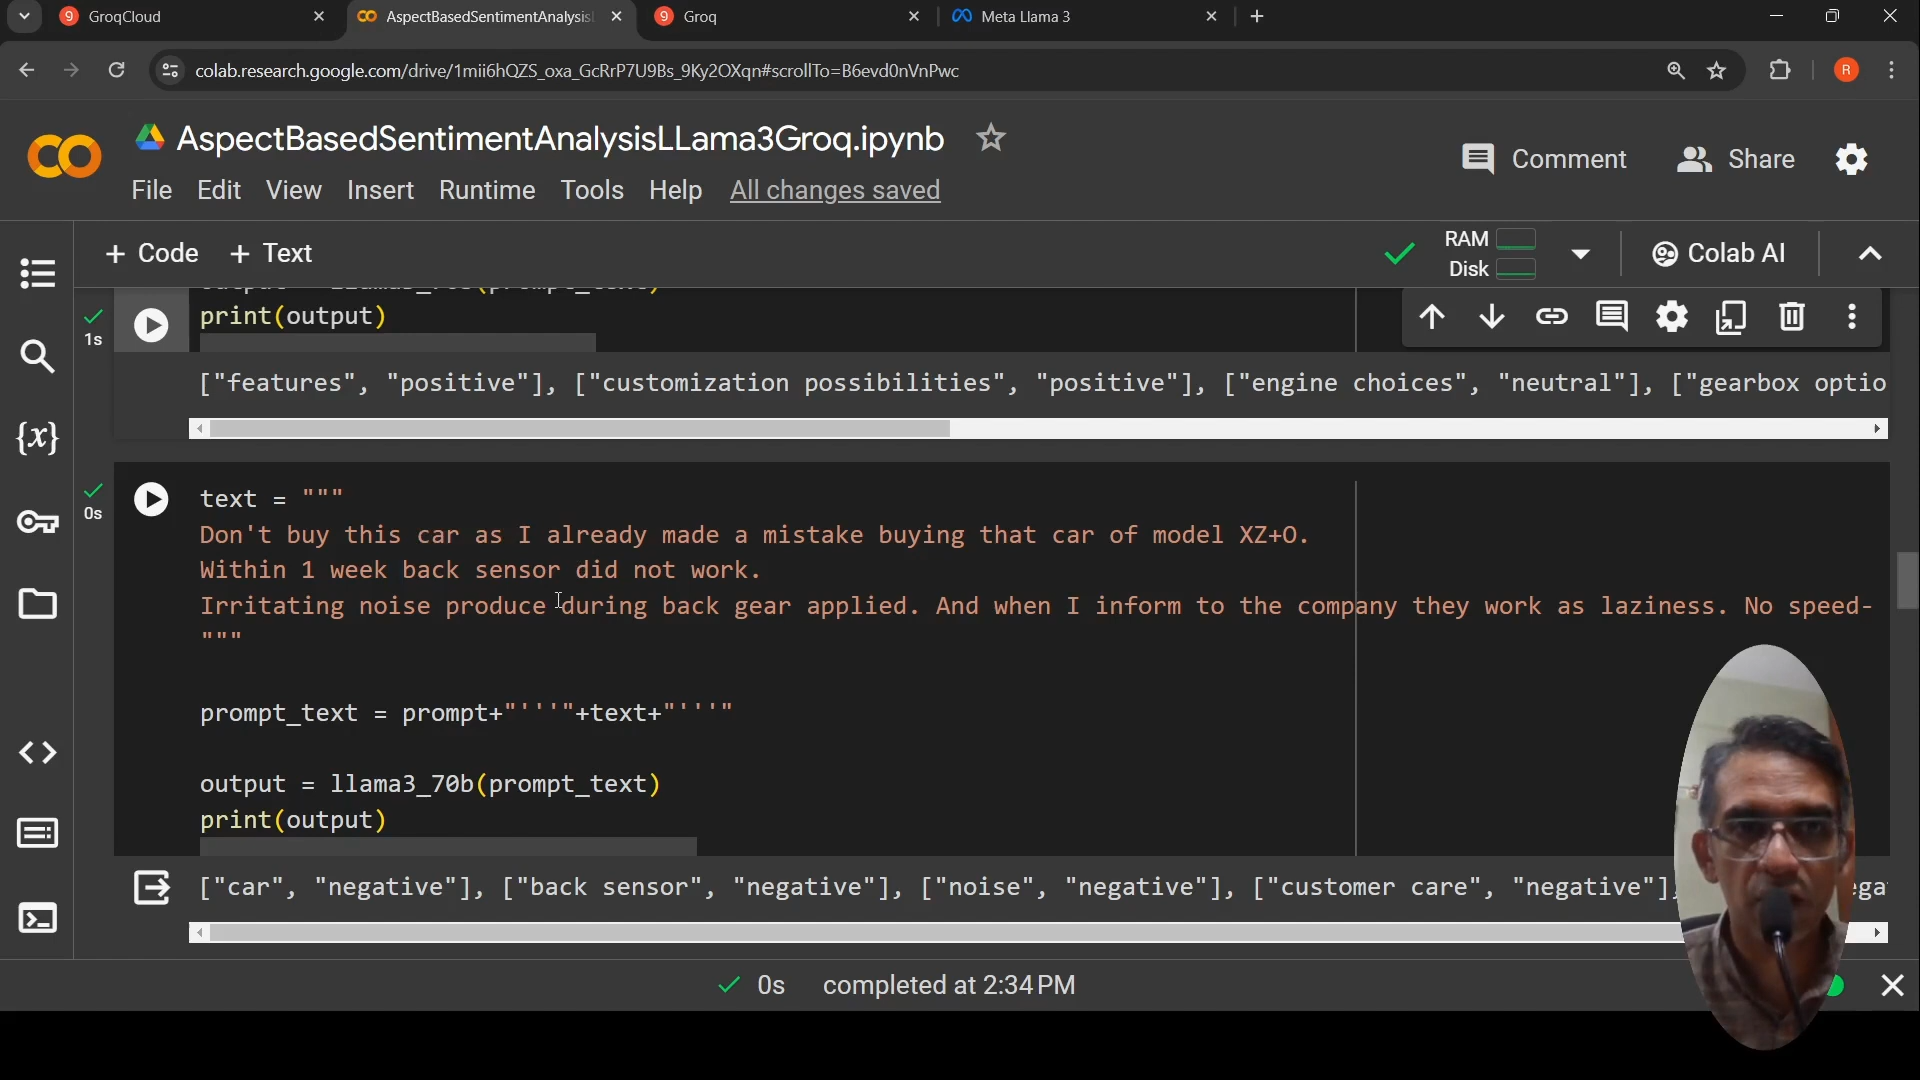 GroqCloud
AspectBasedSentimentAnalysis
Groq
Meta Llama 3
colab.research.google.com/drive/1mii6hQZS_oxa_GcRrP7U9Bs_9Ky2OXqn#scrollTo=B6evd0nVnPwc
R
AspectBasedSentimentAnalysisLLama3Groq.ipynb
Comment
Share
File Edit View Insert Runtime Tools Help All changes saved
+ Code + Text
RAM
Disk
Colab AI
output = llama3_70b(prompt_text)
1s
print(output)
["features", "positive"], ["customization possibilities", "positive"], ["engine choices", "neutral"], ["gearbox optio
{x}
0s
text = """
Don't buy this car as I already made a mistake buying that car of model XZ+O.
Within 1 week back sensor did not work.
Irritating noise produce during back gear applied. And when I inform to the company they work as laziness. No speed-
"""
prompt_text = prompt+"'''"+text+"'''"
output = llama3_70b(prompt_text)
print(output)
["car", "negative"], ["back sensor", "negative"], ["noise", "negative"], ["customer care", "negative"]
0s completed at 2:34 PM